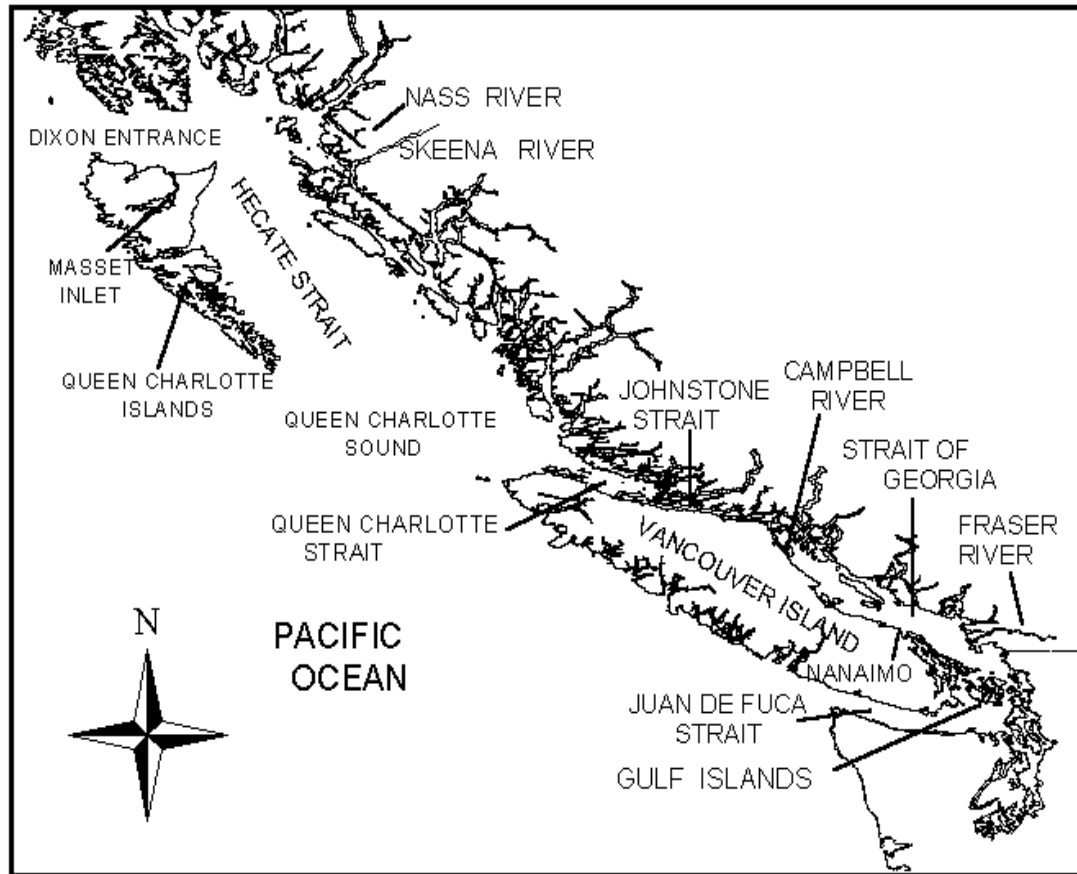 NASS RIVER
DIXON ENTRANCE
SKEENA RIVER
HECATE STRAIT
MASSET
INLET
QUEEN CHARLOTTE
ISLANDS
QUEEN CHARLOTTE
SOUND
JOHNSTONE
STRAIT
CAMPBELL
RIVER
STRAIT OF
GEORGIA
QUEEN CHARLOTTE
STRAIT
VANCOUVER ISLAND
FRASER
RIVER
N
PACIFIC
OCEAN
NANAIMO
JUAN DE FUCA
STRAIT
GULF ISLANDS